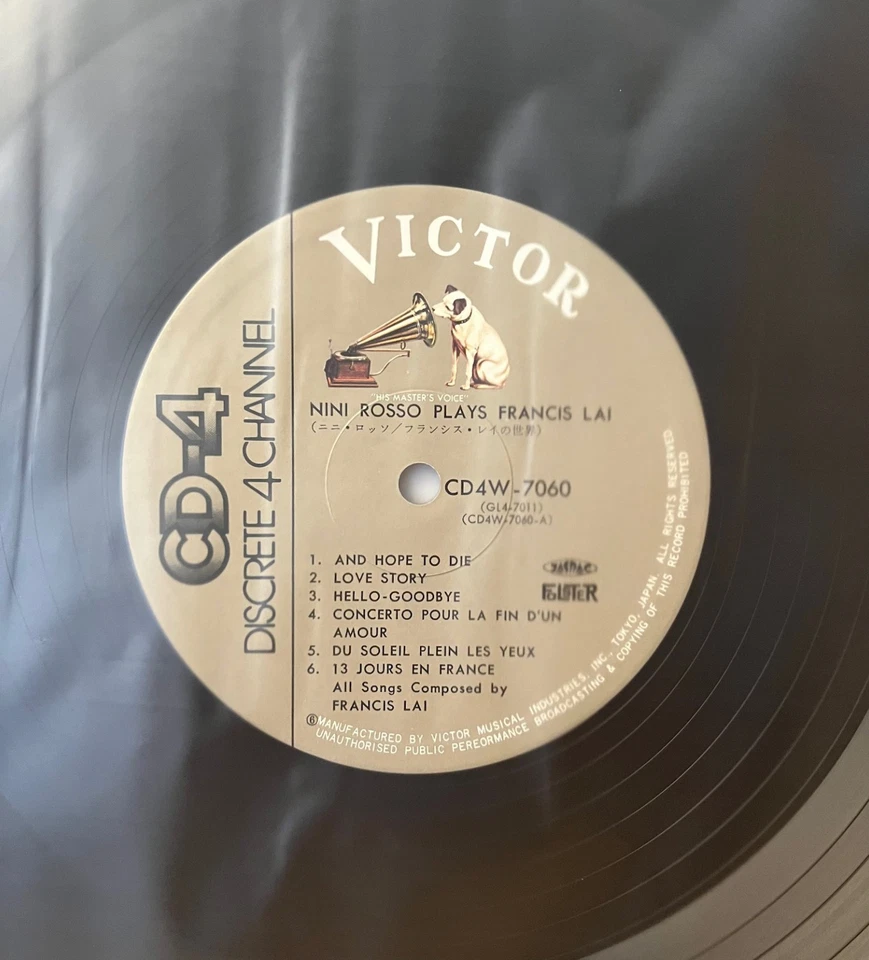 VICTOR
"HIS MASTER'S VOICE"
NINI ROSSO PLAYS FRANCIS LAI
(ニニ・ロッソ/フランシス・レイの世界)
CD-4
DISCRETE 4 CHANNEL
CD4W-7060
(GL4-7011)
(CD4W-7060-A)
1. AND HOPE TO DIE
2. LOVE STORY
3. HELLO-GOODBYE
4. CONCERTO POUR LA FIN D'UN
AMOUR
5. DU SOLEIL PLEIN LES YEUX
6. 13 JOURS EN FRANCE
All Songs Composed by
FRANCIS LAI
ⓅMANUFACTURED BY VICTOR MUSICAL INDUSTRIES, INC., TOKYO, JAPAN. ALL RIGHTS RESERVED.
UNAUTHORISED PUBLIC PEREORMANCE BROADCASTING & COPYING OF THIS RECORD PROHIBITED